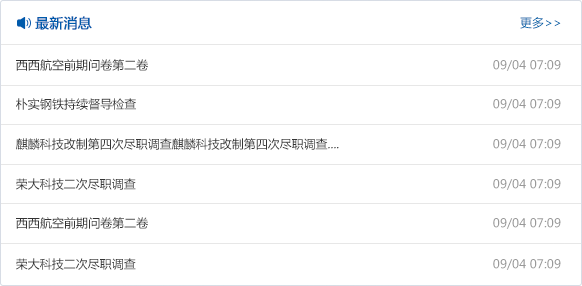 最新消息 更多>>
西西航空前期问卷第二卷 09/04 07:09
朴实钢铁持续督导检查 09/04 07:09
麒麟科技改制第四次尽职调查麒麟科技改制第四次尽职调查.... 09/04 07:09
荣大科技二次尽职调查 09/04 07:09
西西航空前期问卷第二卷 09/04 07:09
荣大科技二次尽职调查 09/04 07:09